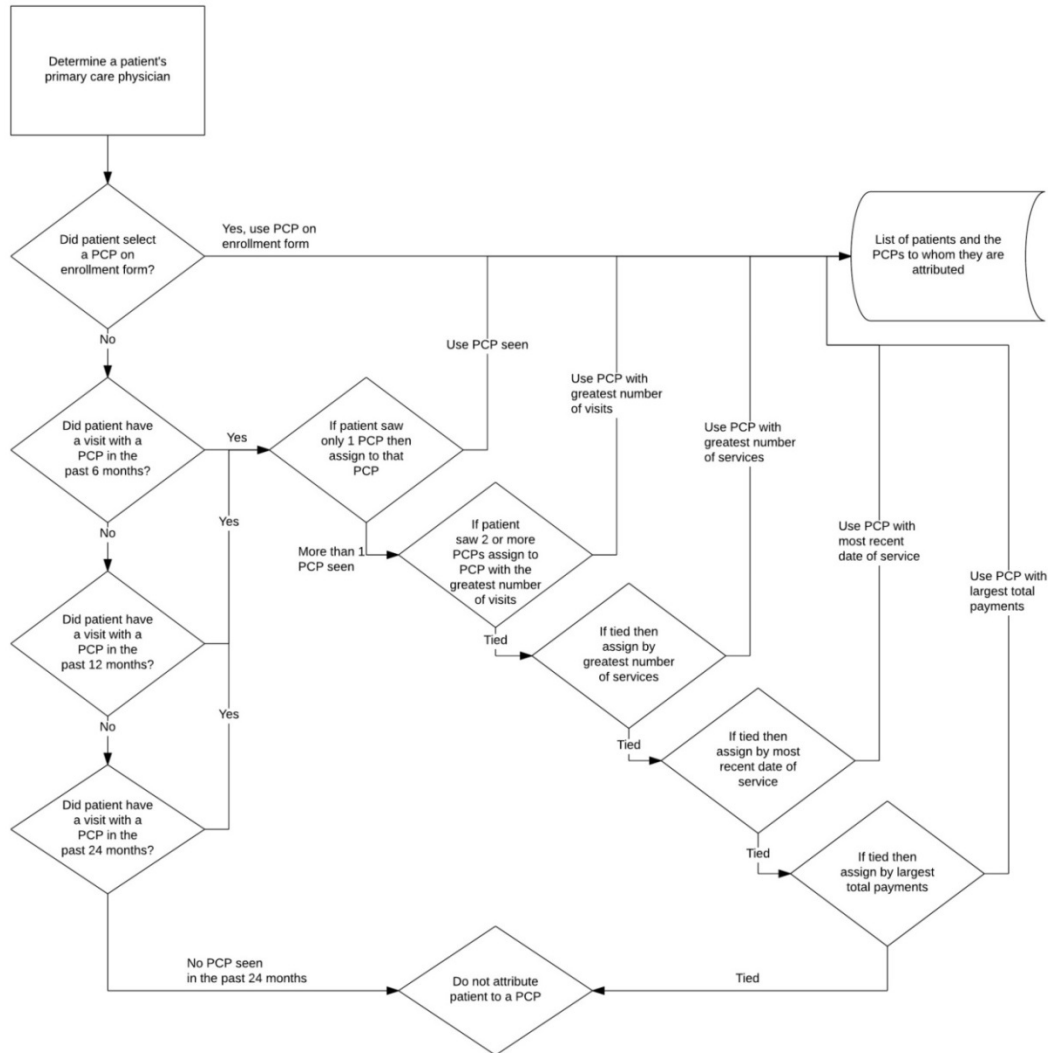 Determine a patient's
primary care physician
Did patient select
a PCP on
enrollment form?
Yes, use PCP on
enrollment form
List of patients and the
PCPs to whom they are
attributed
No
Use PCP seen
Did patient have
a visit with a
PCP in the
past 6 months?
Yes
If patient saw
only 1 PCP then
assign to that
PCP
Use PCP with
greatest number
of visits
Use PCP with
greatest number
of services
No
Yes
More than 1
PCP seen
If patient
saw 2 or more
PCPs assign to
PCP with the
greatest number
of visits
Use PCP with
most recent
date of service
Use PCP with
largest total
payments
Did patient have
a visit with a
PCP in the
past 12 months?
Tied
If tied then
assign by
greatest number
of services
No
Yes
Tied
If tied then
assign by most
recent date of
service
Did patient have
a visit with a
PCP in the
past 24 months?
Tied
If tied then
assign by largest
total payments
No PCP seen
in the past 24 months
Do not attribute
patient to a PCP
Tied